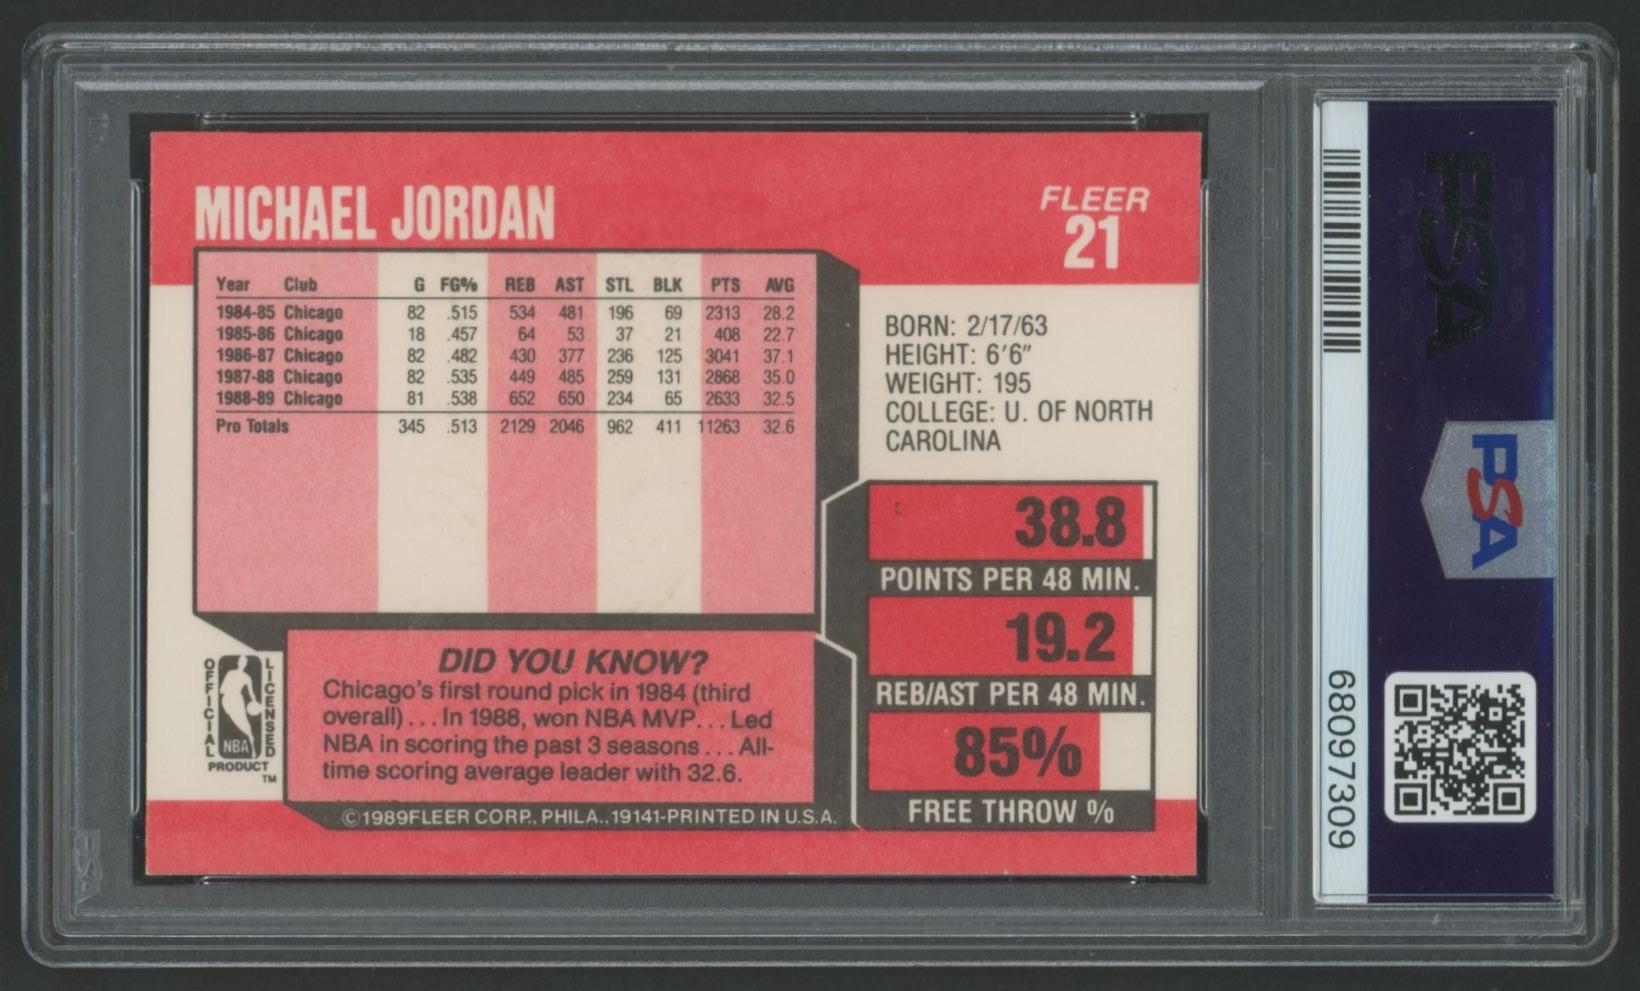 MICHAEL JORDAN
FLEER
21
Year Club G FG% REB AST STL BLK PTS AVG
1984-85 Chicago 82 .515 534 481 196 69 2313 28.2
1985-86 Chicago 18 .457 64 53 37 21 408 22.7
1986-87 Chicago 82 .482 430 377 236 125 3041 37.1
1987-88 Chicago 82 .535 449 485 259 131 2868 35.0
1988-89 Chicago 81 .538 652 650 234 65 2633 32.5
Pro Totals 345 .513 2129 2046 962 411 11263 32.6
BORN: 2/17/63
HEIGHT: 6'6"
WEIGHT: 195
COLLEGE: U. OF NORTH
CAROLINA
38.8
POINTS PER 48 MIN.
19.2
REB/AST PER 48 MIN.
85%
FREE THROW %
DID YOU KNOW?
Chicago's first round pick in 1984 (third
overall)... In 1988, won NBA MVP... Led
NBA in scoring the past 3 seasons... All-
time scoring average leader with 32.6.
OFFICIAL
LICENSED
NBA
PRODUCT
TM
©1989FLEER CORP., PHILA.,19141-PRINTED IN U.S.A.
PSA
PSA
68097309
PSA